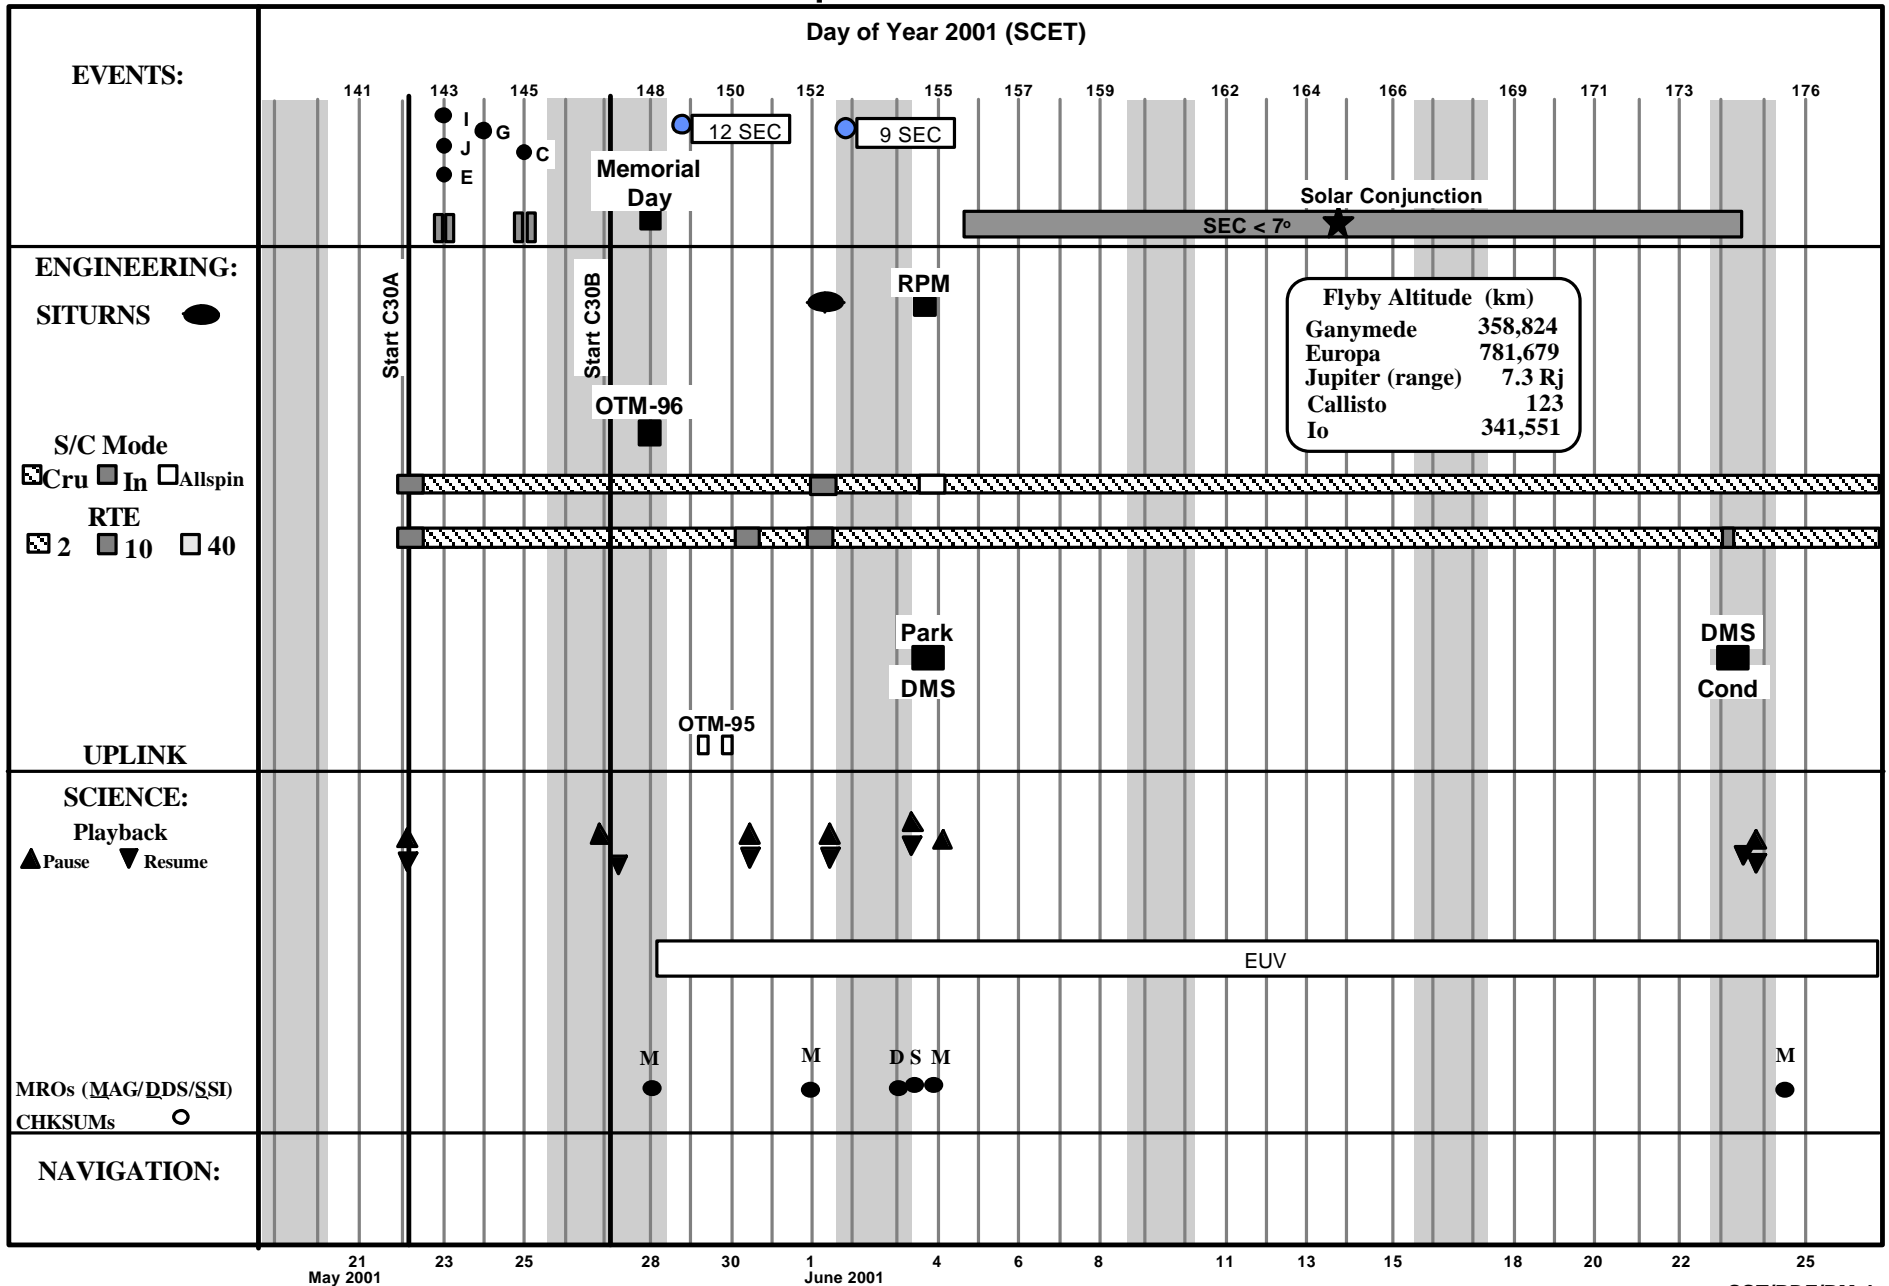 Day of Year 2001 (SCET)
EVENTS:
141 143 145 148 150 152 155 157 159 162 164 166 169 171 173 176
I
G
J
C
E
12 SEC
9 SEC
Memorial
Day
Solar Conjunction
SEC < 7o
ENGINEERING:
SITURNS
Start C30A
Start C30B
RPM
Flyby Altitude (km)
Ganymede 358,824
Europa 781,679
Jupiter (range) 7.3 Rj
Callisto 123
Io 341,551
OTM-96
S/C Mode
Cru In Allspin
RTE
2 10 40
Park
DMS
DMS
Cond
OTM-95
UPLINK
SCIENCE:
Playback
Pause Resume
EUV
M M D S M M
MROs (MAG/DDS/SSI)
CHKSUMs
NAVIGATION:
21 23 25 28 30 1 4 6 8 11 13 15 18 20 22 25
May 2001 June 2001